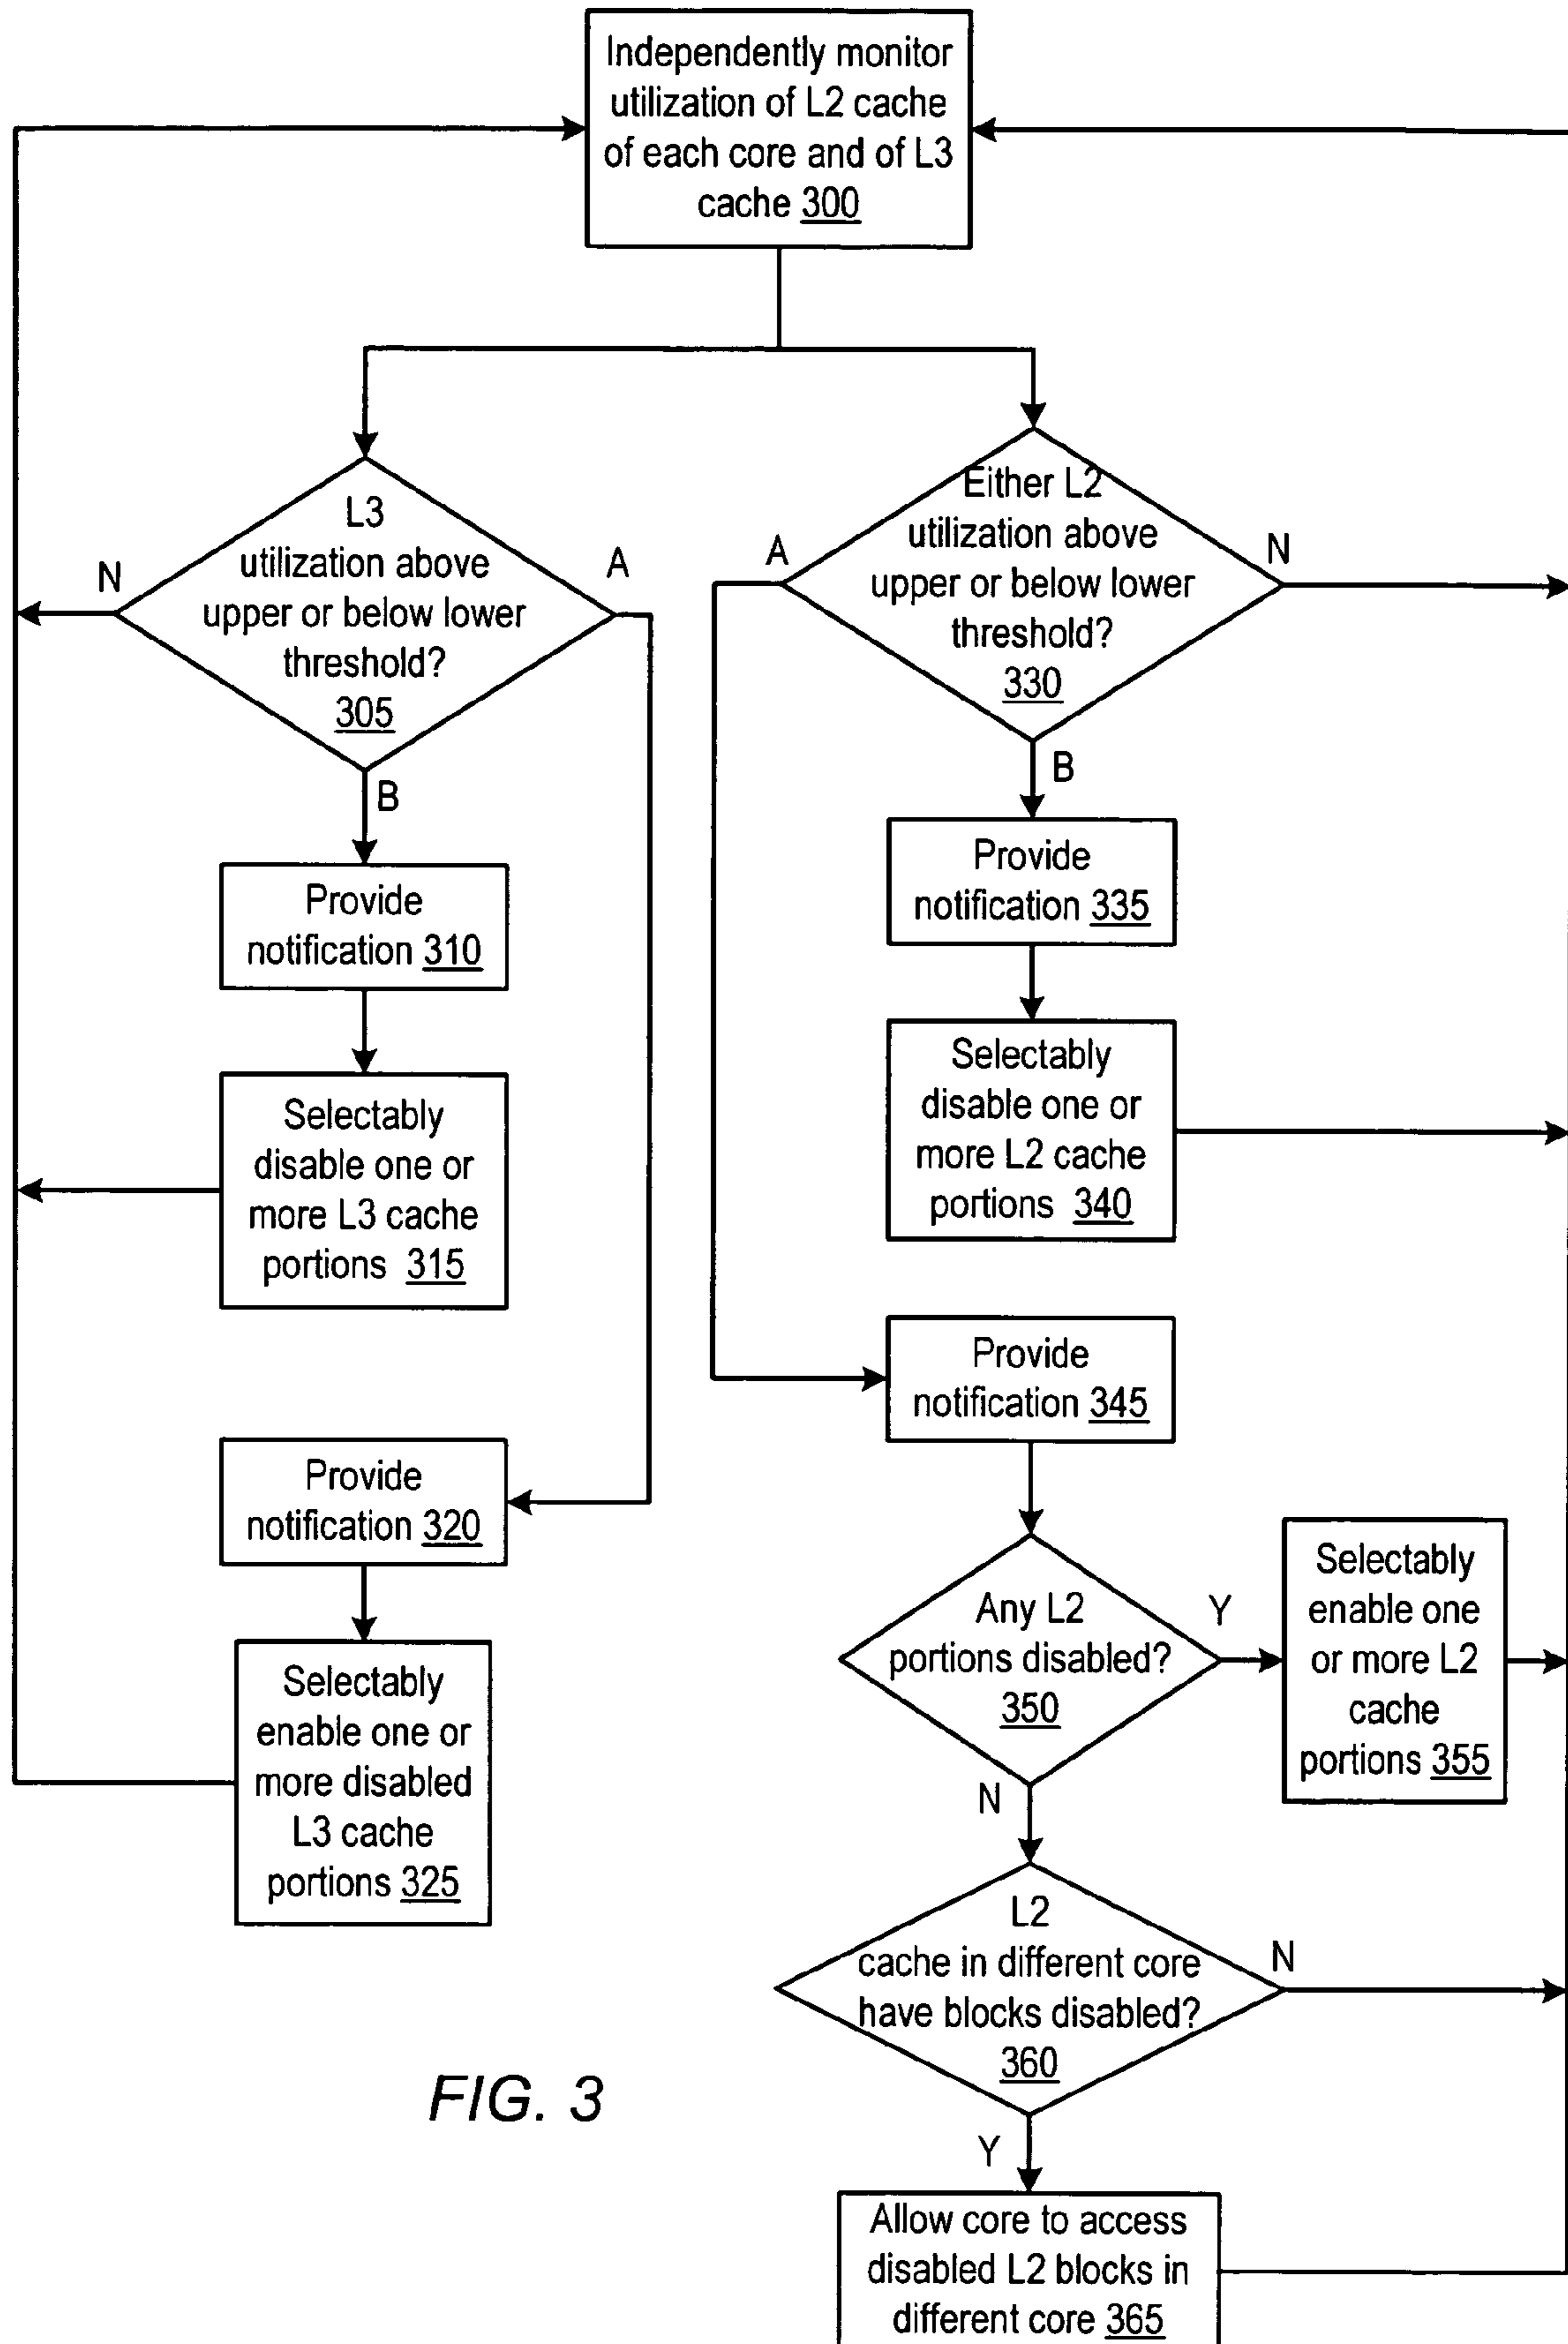 Independently monitor
utilization of L2 cache
of each core and of L3
cache 300
L3
utilization above
upper or below lower
threshold?
305
N
A
B
Provide
notification 310
Selectably
disable one or
more L3 cache
portions 315
Provide
notification 320
Selectably
enable one or
more disabled
L3 cache
portions 325
Either L2
utilization above
upper or below lower
threshold?
330
A
N
B
Provide
notification 335
Selectably
disable one or
more L2 cache
portions 340
Provide
notification 345
Any L2
portions disabled?
350
Y
Selectably
enable one
or more L2
cache
portions 355
N
L2
cache in different core
have blocks disabled?
360
N
Y
Allow core to access
disabled L2 blocks in
different core 365
FIG. 3